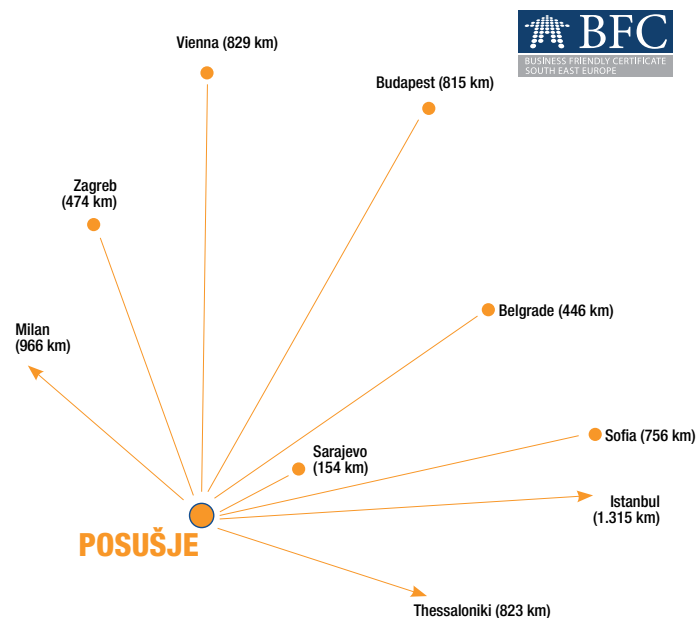 BFC
BUSINESS FRIENDLY CERTIFICATE
SOUTH EAST EUROPE
Vienna (829 km)
Budapest (815 km)
Zagreb
(474 km)
Belgrade (446 km)
Milan
(966 km)
Sofia (756 km)
Sarajevo
(154 km)
Istanbul
(1.315 km)
POSUŠJE
Thessaloniki (823 km)